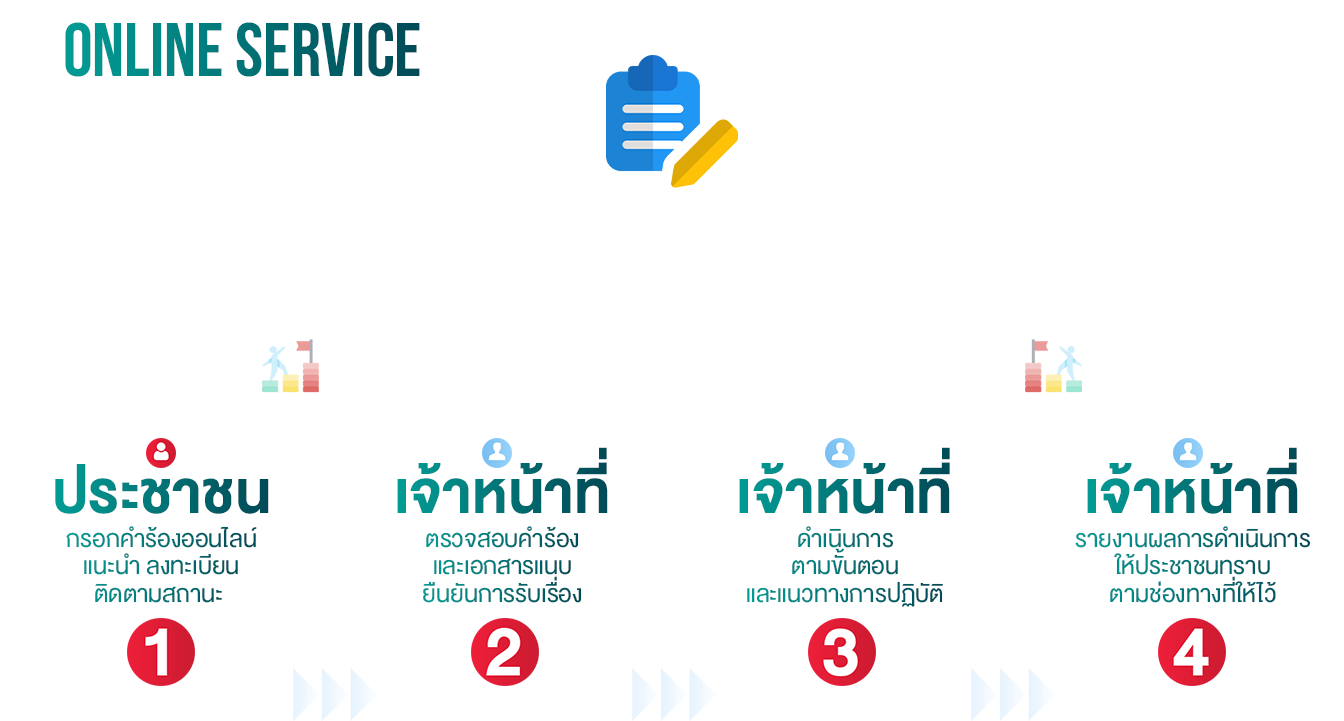 ONLINE SERVICE
ประชาชน
กรอกคำร้องออนไลน์
แนะนำ ลงทะเบียน
ติดตามสถานะ
1
เจ้าหน้าที่
ตรวจสอบคำร้อง
และเอกสารแนบ
ยืนยันการรับเรื่อง
2
เจ้าหน้าที่
ดำเนินการ
ตามขั้นตอน
และแนวทางการปฏิบัติ
3
เจ้าหน้าที่
รายงานผลการดำเนินการ
ให้ประชาชนทราบ
ตามช่องทางที่ให้ไว้
4